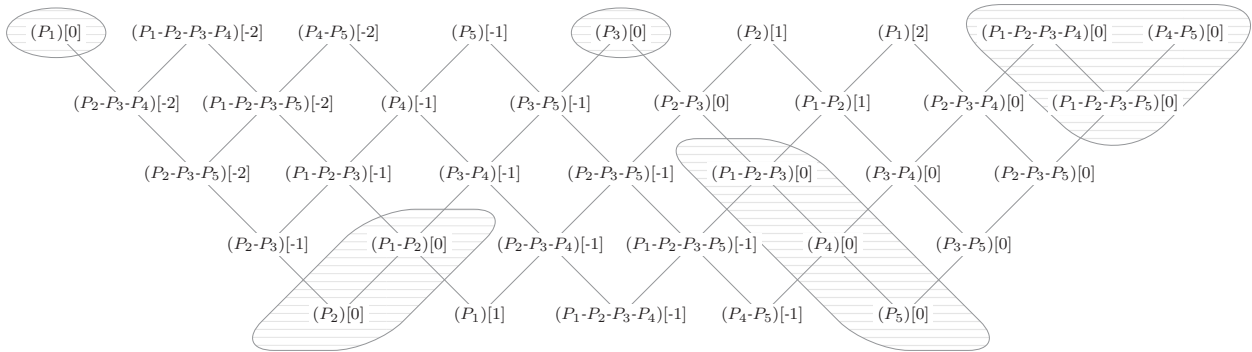 (P₁)[0] (P₁-P₂-P₃-P₄)[-2] (P₄-P₅)[-2] (P₅)[-1] (P₃)[0] (P₂)[1] (P₁)[2] (P₁-P₂-P₃-P₄)[0] (P₄-P₅)[0]
(P₂-P₃-P₄)[-2] (P₁-P₂-P₃-P₅)[-2] (P₄)[-1] (P₃-P₅)[-1] (P₂-P₃)[0] (P₁-P₂)[1] (P₂-P₃-P₄)[0] (P₁-P₂-P₃-P₅)[0]
(P₂-P₃-P₅)[-2] (P₁-P₂-P₃)[-1] (P₃-P₄)[-1] (P₂-P₃-P₅)[-1] (P₁-P₂-P₃)[0] (P₃-P₄)[0] (P₂-P₃-P₅)[0]
(P₂-P₃)[-1] (P₁-P₂)[0] (P₂-P₃-P₄)[-1] (P₁-P₂-P₃-P₅)[-1] (P₄)[0] (P₃-P₅)[0]
(P₂)[0] (P₁)[1] (P₁-P₂-P₃-P₄)[-1] (P₄-P₅)[-1] (P₅)[0]